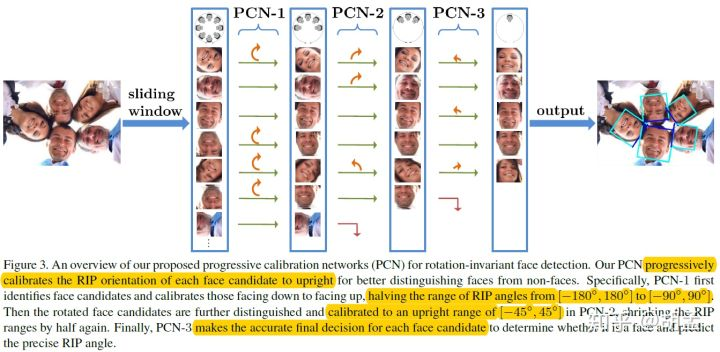 PCN-1 PCN-2 PCN-3
sliding
window
output
Figure 3. An overview of our proposed progressive calibration networks (PCN) for rotation-invariant face detection. Our PCN progressively
calibrates the RIP orientation of each face candidate to upright for better distinguishing faces from non-faces. Specifically, PCN-1 first
identifies face candidates and calibrates those facing down to facing up, halving the range of RIP angles from [−180°, 180°] to [−90°, 90°].
Then the rotated face candidates are further distinguished and calibrated to an upright range of [−45°, 45°] in PCN-2, shrinking the RIP
ranges by half again. Finally, PCN-3 makes the accurate final decision for each face candidate to determine whether it is a face and predict
the precise RIP angle.